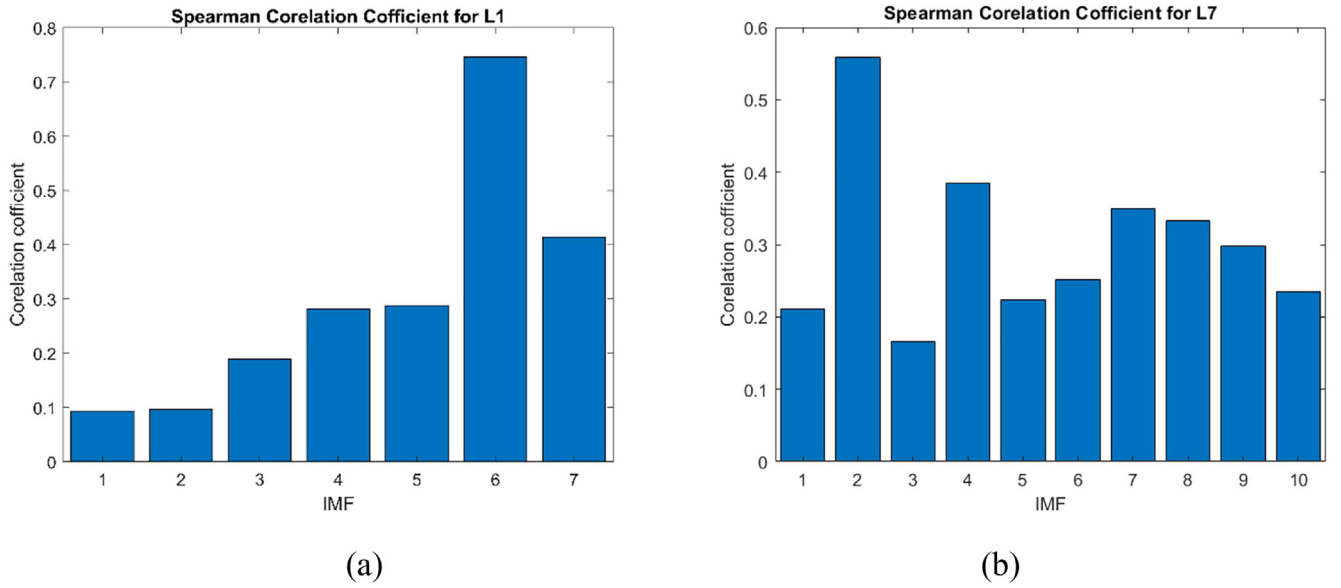 Spearman Corelation Cofficient for L1
0.8
0.7
0.6
0.5
0.4
0.3
0.2
0.1
0
Corelation cofficient
1 2 3 4 5 6 7
IMF
(a)
Spearman Corelation Cofficient for L7
0.6
0.5
0.4
0.3
0.2
0.1
0
Corelation cofficient
1 2 3 4 5 6 7 8 9 10
IMF
(b)